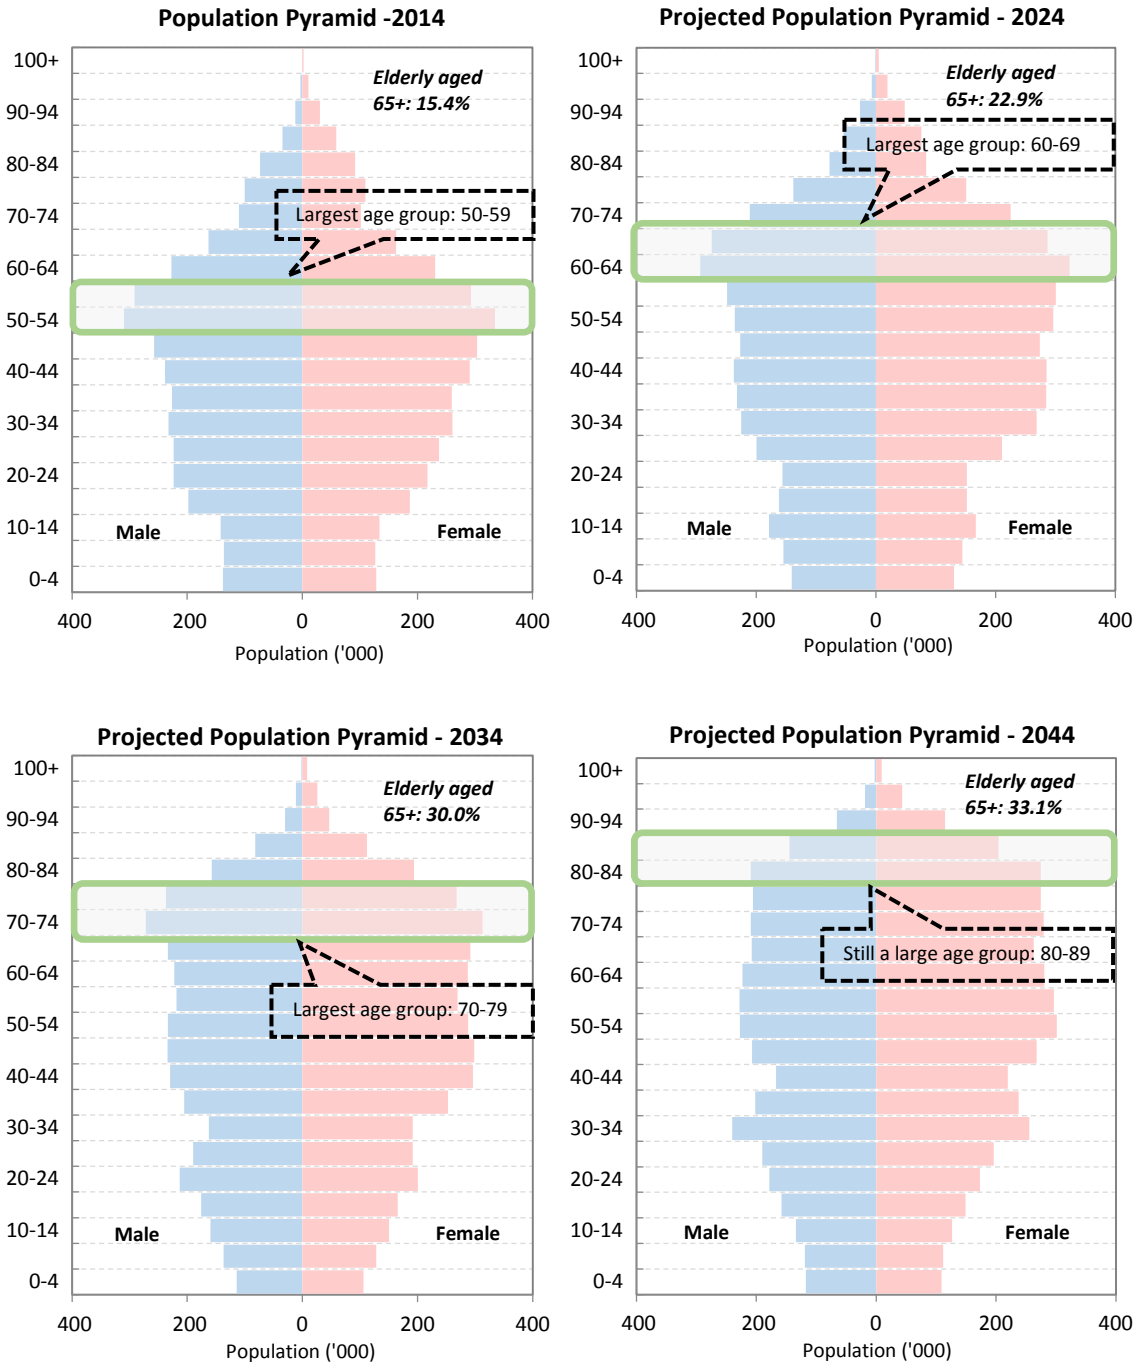 Population Pyramid -2014
100+
90-94
80-84
70-74
60-64
50-54
40-44
30-34
20-24
10-14
0-4
Elderly aged
65+: 15.4%
Largest age group: 50-59
Male
Female
400 200 0 200 400
Population ('000)
Projected Population Pyramid - 2024
100+
90-94
80-84
70-74
60-64
50-54
40-44
30-34
20-24
10-14
0-4
Elderly aged
65+: 22.9%
Largest age group: 60-69
Male
Female
400 200 0 200 400
Population ('000)
Projected Population Pyramid - 2034
100+
90-94
80-84
70-74
60-64
50-54
40-44
30-34
20-24
10-14
0-4
Elderly aged
65+: 30.0%
Largest age group: 70-79
Male
Female
400 200 0 200 400
Population ('000)
Projected Population Pyramid - 2044
100+
90-94
80-84
70-74
60-64
50-54
40-44
30-34
20-24
10-14
0-4
Elderly aged
65+: 33.1%
Still a large age group: 80-89
Male
Female
400 200 0 200 400
Population ('000)